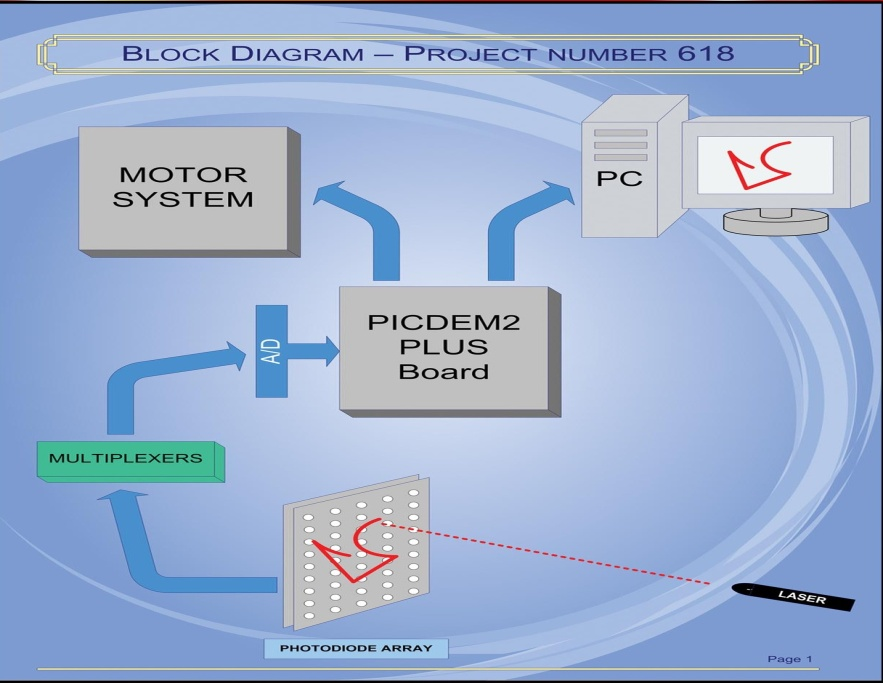 BLOCK DIAGRAM – PROJECT NUMBER 618
MOTOR
SYSTEM
PC
PICDEM2
PLUS
Board
A/D
MULTIPLEXERS
LASER
PHOTODIODE ARRAY
Page 1